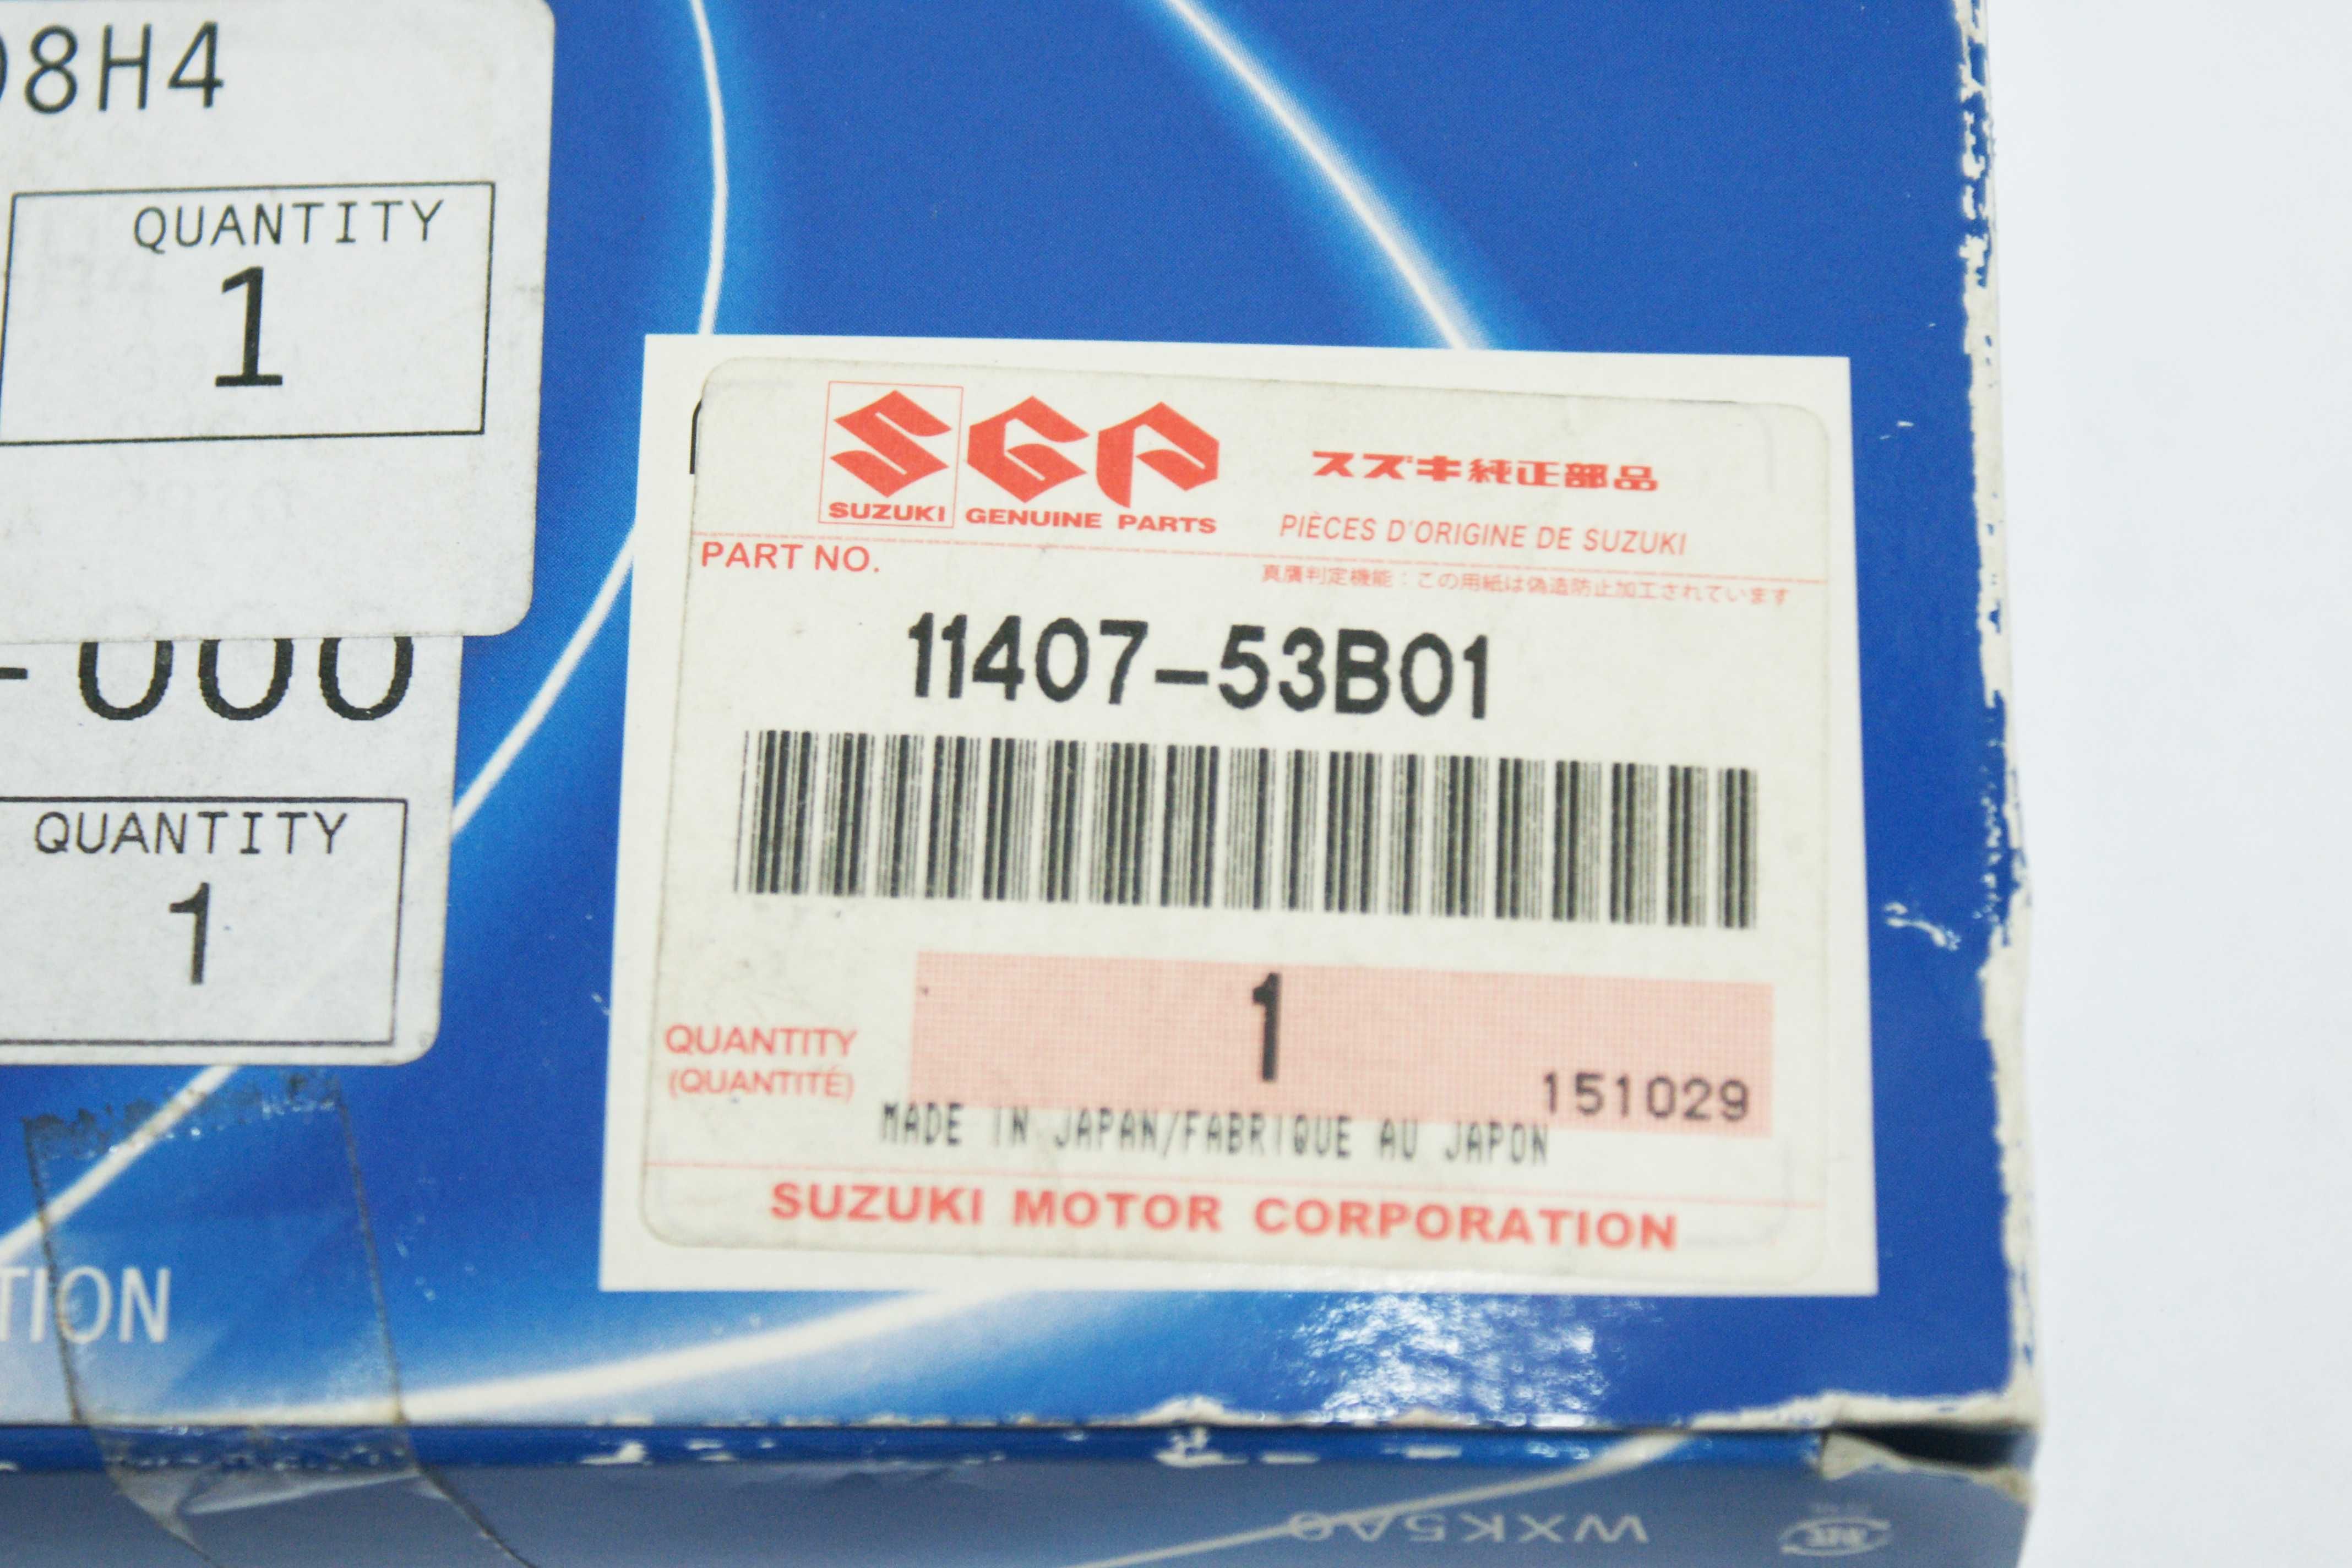 08H4
QUANTITY
1
-000
QUANTITY
1
TION
SGP
SUZUKI GENUINE PARTS
スズキ純正部品
PIÈCES D'ORIGINE DE SUZUKI
PART NO.
真贋判定機能：この用紙は偽造防止加工されています
11407-53B01
1
QUANTITY
(QUANTITÉ)
151029
MADE IN JAPAN/FABRIQUE AU JAPON
SUZUKI MOTOR CORPORATION
WXK5A0